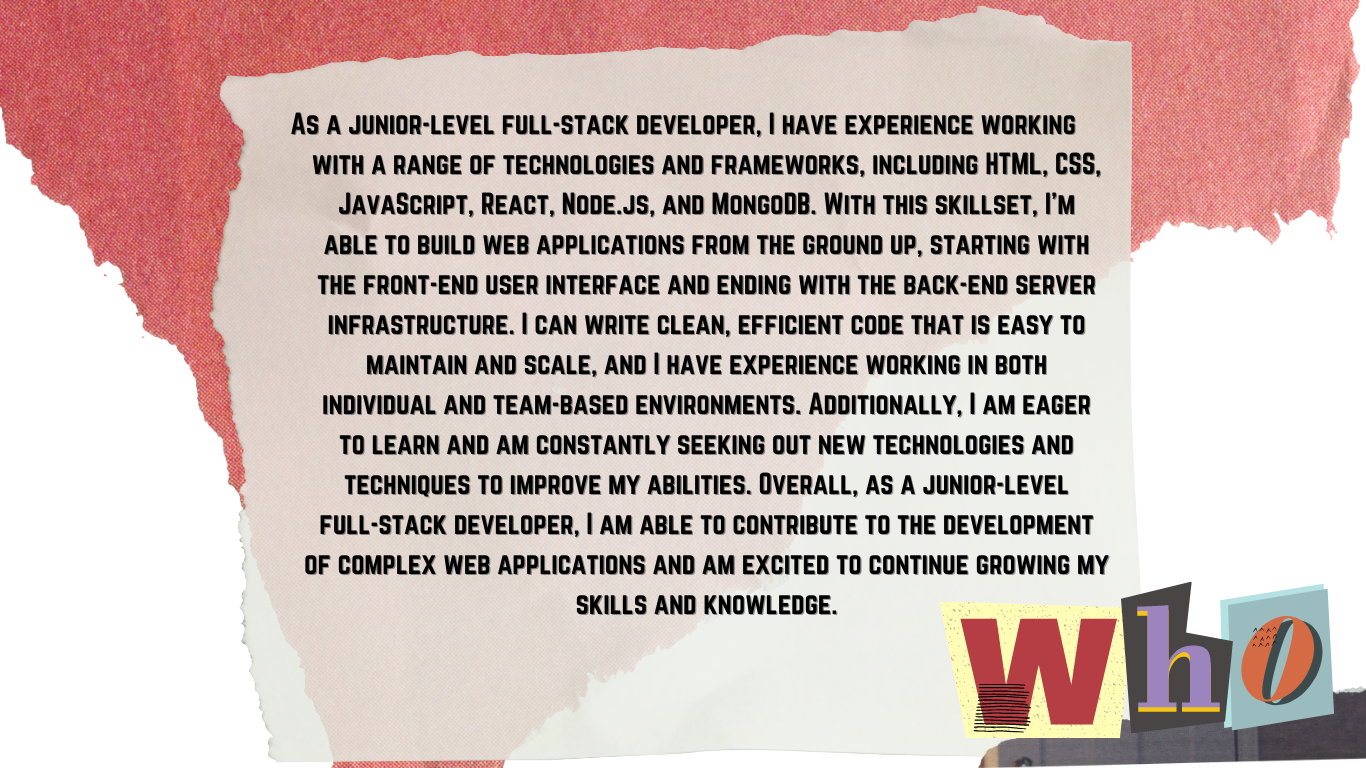 As a junior-level full-stack developer, I have experience working
with a range of technologies and frameworks, including HTML, CSS,
JavaScript, React, Node.js, and MongoDB. With this skillset, I'm
able to build web applications from the ground up, starting with
the front-end user interface and ending with the back-end server
infrastructure. I can write clean, efficient code that is easy to
maintain and scale, and I have experience working in both
individual and team-based environments. Additionally, I am eager
to learn and am constantly seeking out new technologies and
techniques to improve my abilities. Overall, as a junior-level
full-stack developer, I am able to contribute to the development
of complex web applications and am excited to continue growing my
skills and knowledge.
who